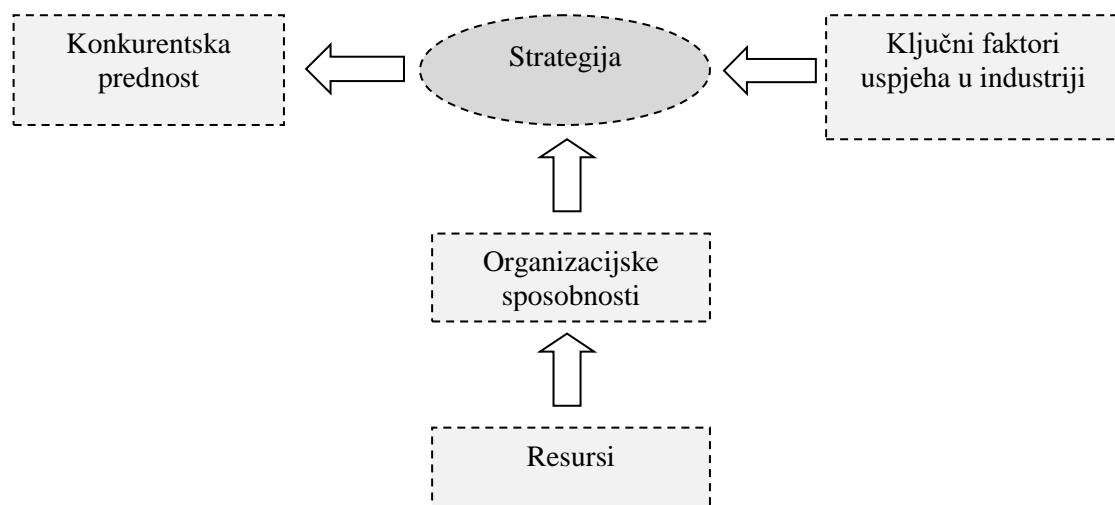 Konkurentska
prednost
Strategija
Ključni faktori
uspjeha u industriji
Organizacijske
sposobnosti
Resursi